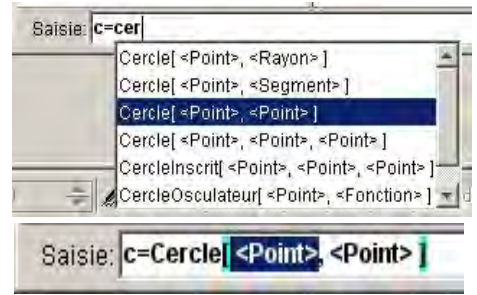 Saisie: c=cer
Cercle[ <Point>, <Rayon> ]
Cercle[ <Point>, <Segment> ]
Cercle[ <Point>, <Point> ]
Cercle[ <Point>, <Point>, <Point> ]
CercleInscrit[ <Point>, <Point>, <Point> ]
CercleOsculateur[ <Point>, <Fonction> ]
Saisie: c=Cercle[ <Point>, <Point> ]